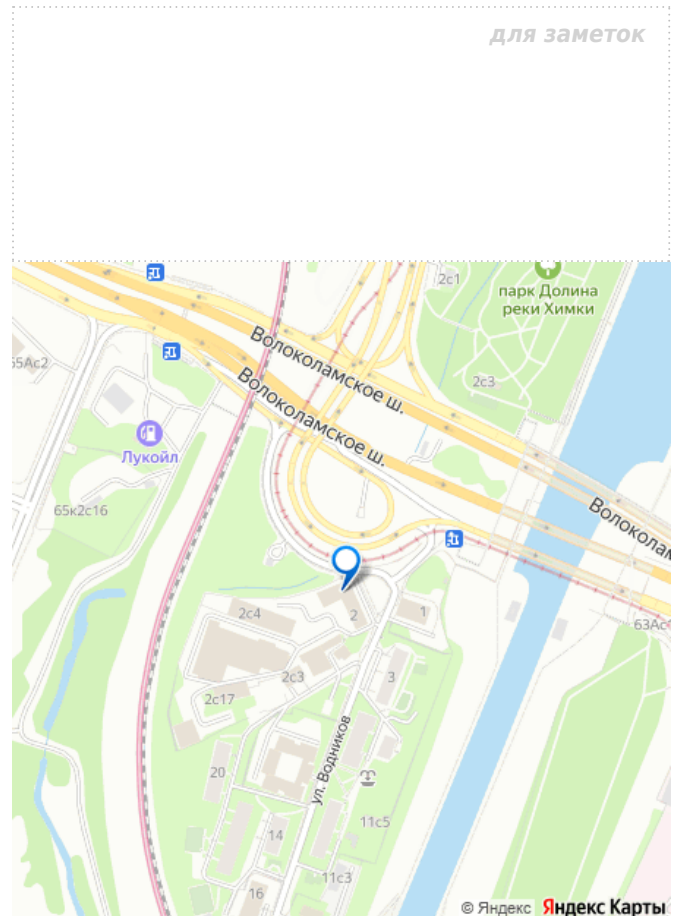 для заметок
2с1
парк Долина
реки Химки
Волоколамское ш.
65Ас2
2с3
Волоколамское ш.
Лукойл
65к2с16
Волоколам
63Ас
2с4
2
1
2с3
3
2с17
ул. Водников
20
11с5
14
11с3
16
© Яндекс Яндекс Карты